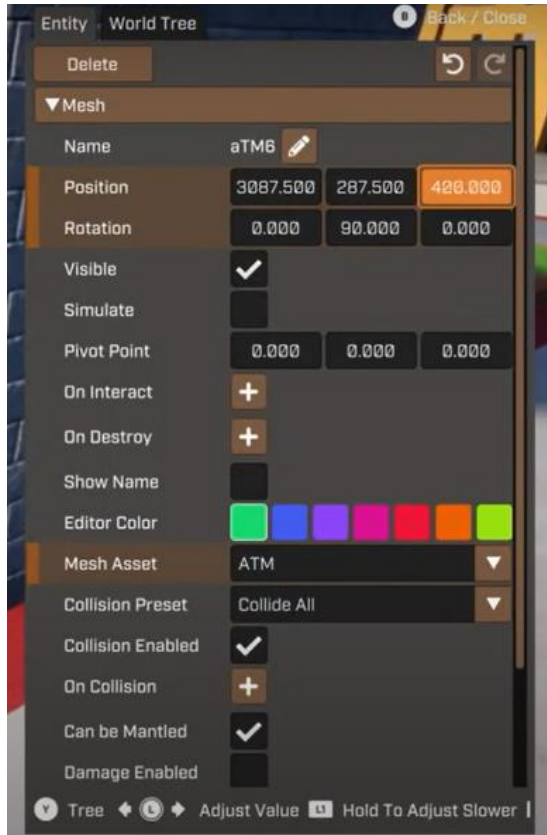 Entity World Tree B Back / Close
Delete
Mesh
Name aTM6
Position 3087.500 287.500 420.000
Rotation 0.000 90.000 0.000
Visible
Simulate
Pivot Point 0.000 0.000 0.000
On Interact +
On Destroy +
Show Name
Editor Color
Mesh Asset ATM
Collision Preset Collide All
Collision Enabled
On Collision +
Can be Mantled
Damage Enabled
Y Tree L Adjust Value L1 Hold To Adjust Slower